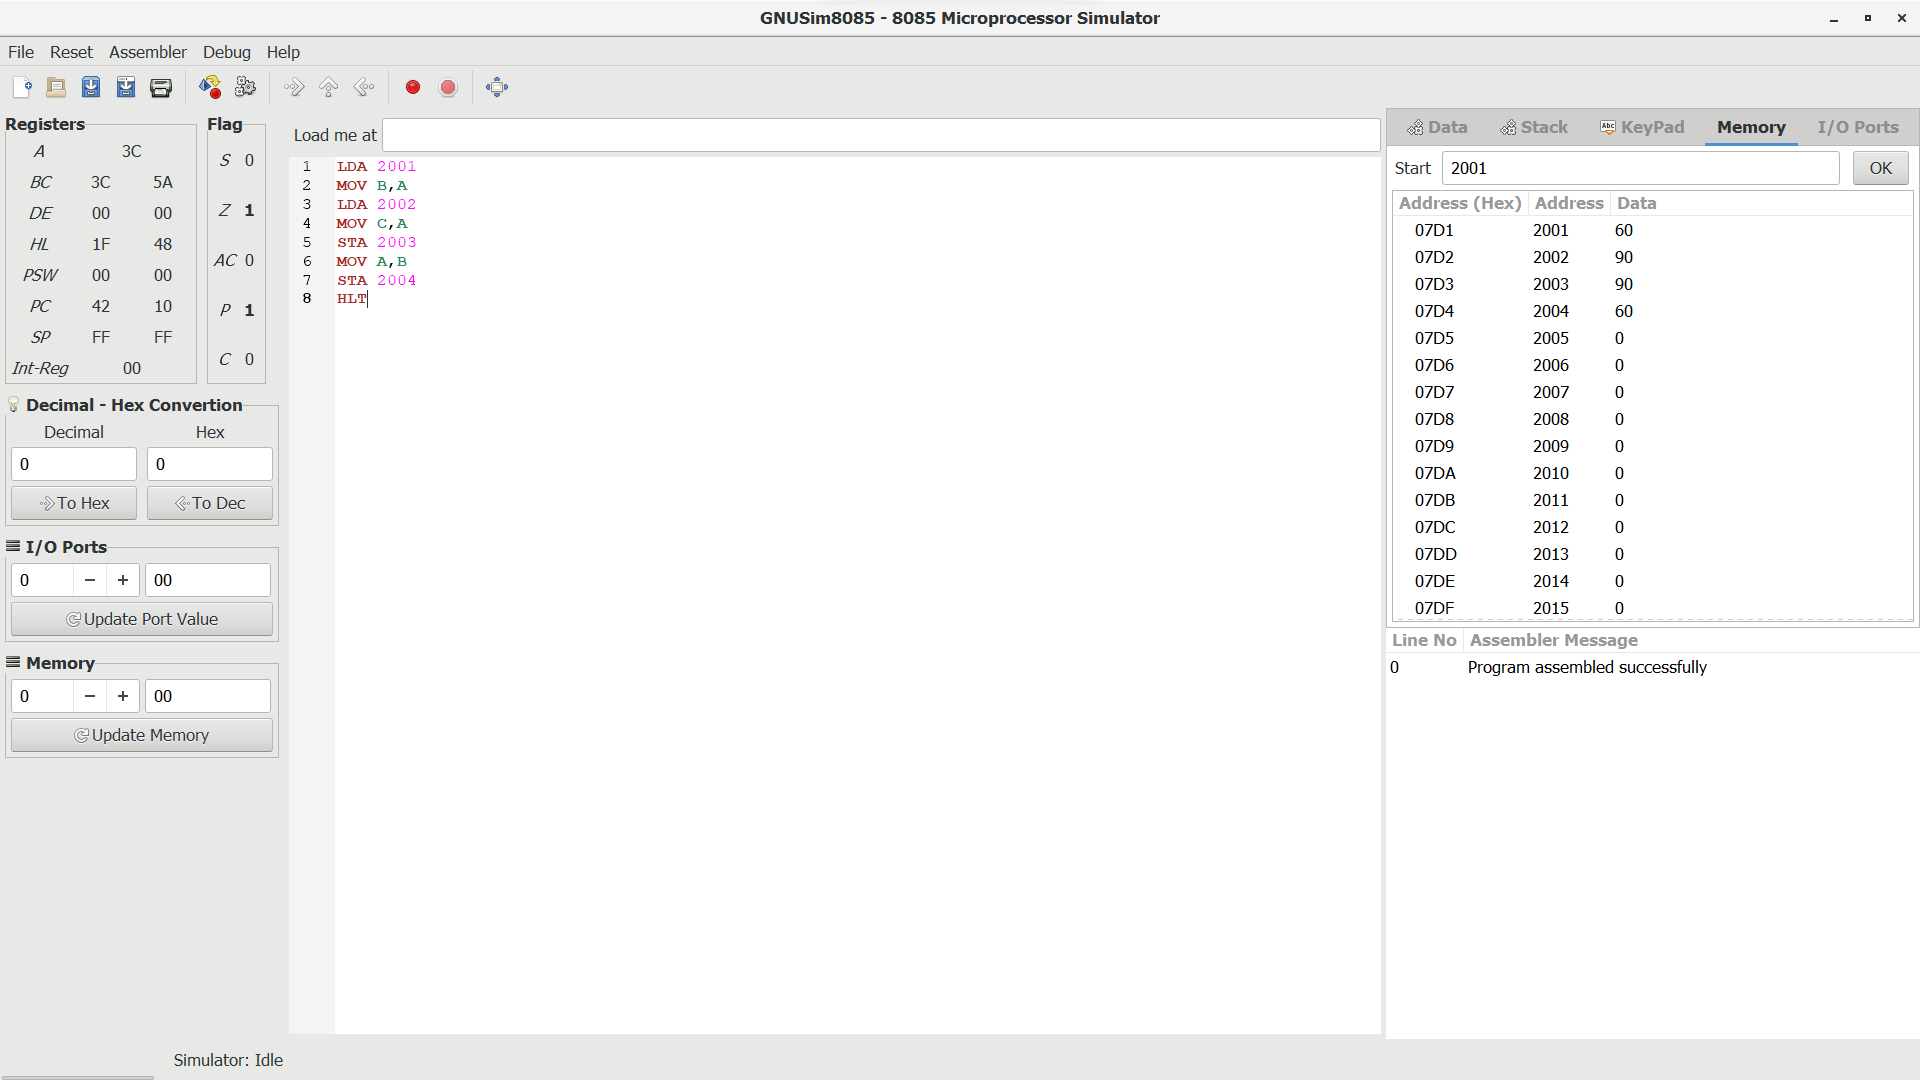 GNUSim8085 - 8085 Microprocessor Simulator
File Reset Assembler Debug Help
Registers
A 3C
BC 3C 5A
DE 00 00
HL 1F 48
PSW 00 00
PC 42 10
SP FF FF
Int-Reg 00
Flag
S 0
Z 1
AC 0
P 1
C 0
Decimal - Hex Convertion
Decimal Hex
0 0
To Hex To Dec
I/O Ports
0 − + 00
Update Port Value
Memory
0 − + 00
Update Memory
Load me at
1 LDA 2001
2 MOV B,A
3 LDA 2002
4 MOV C,A
5 STA 2003
6 MOV A,B
7 STA 2004
8 HLT
Data Stack Abc KeyPad Memory I/O Ports
Start 2001 OK
Address (Hex) Address Data
07D1 2001 60
07D2 2002 90
07D3 2003 90
07D4 2004 60
07D5 2005 0
07D6 2006 0
07D7 2007 0
07D8 2008 0
07D9 2009 0
07DA 2010 0
07DB 2011 0
07DC 2012 0
07DD 2013 0
07DE 2014 0
07DF 2015 0
Line No Assembler Message
0 Program assembled successfully
Simulator: Idle